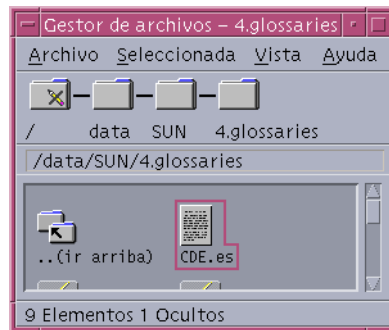 Gestor de archivos – 4.glossaries
Archivo Seleccionada Vista Ayuda
/ data SUN 4.glossaries
/data/SUN/4.glossaries
..(ir arriba) CDE.es
9 Elementos 1 Ocultos